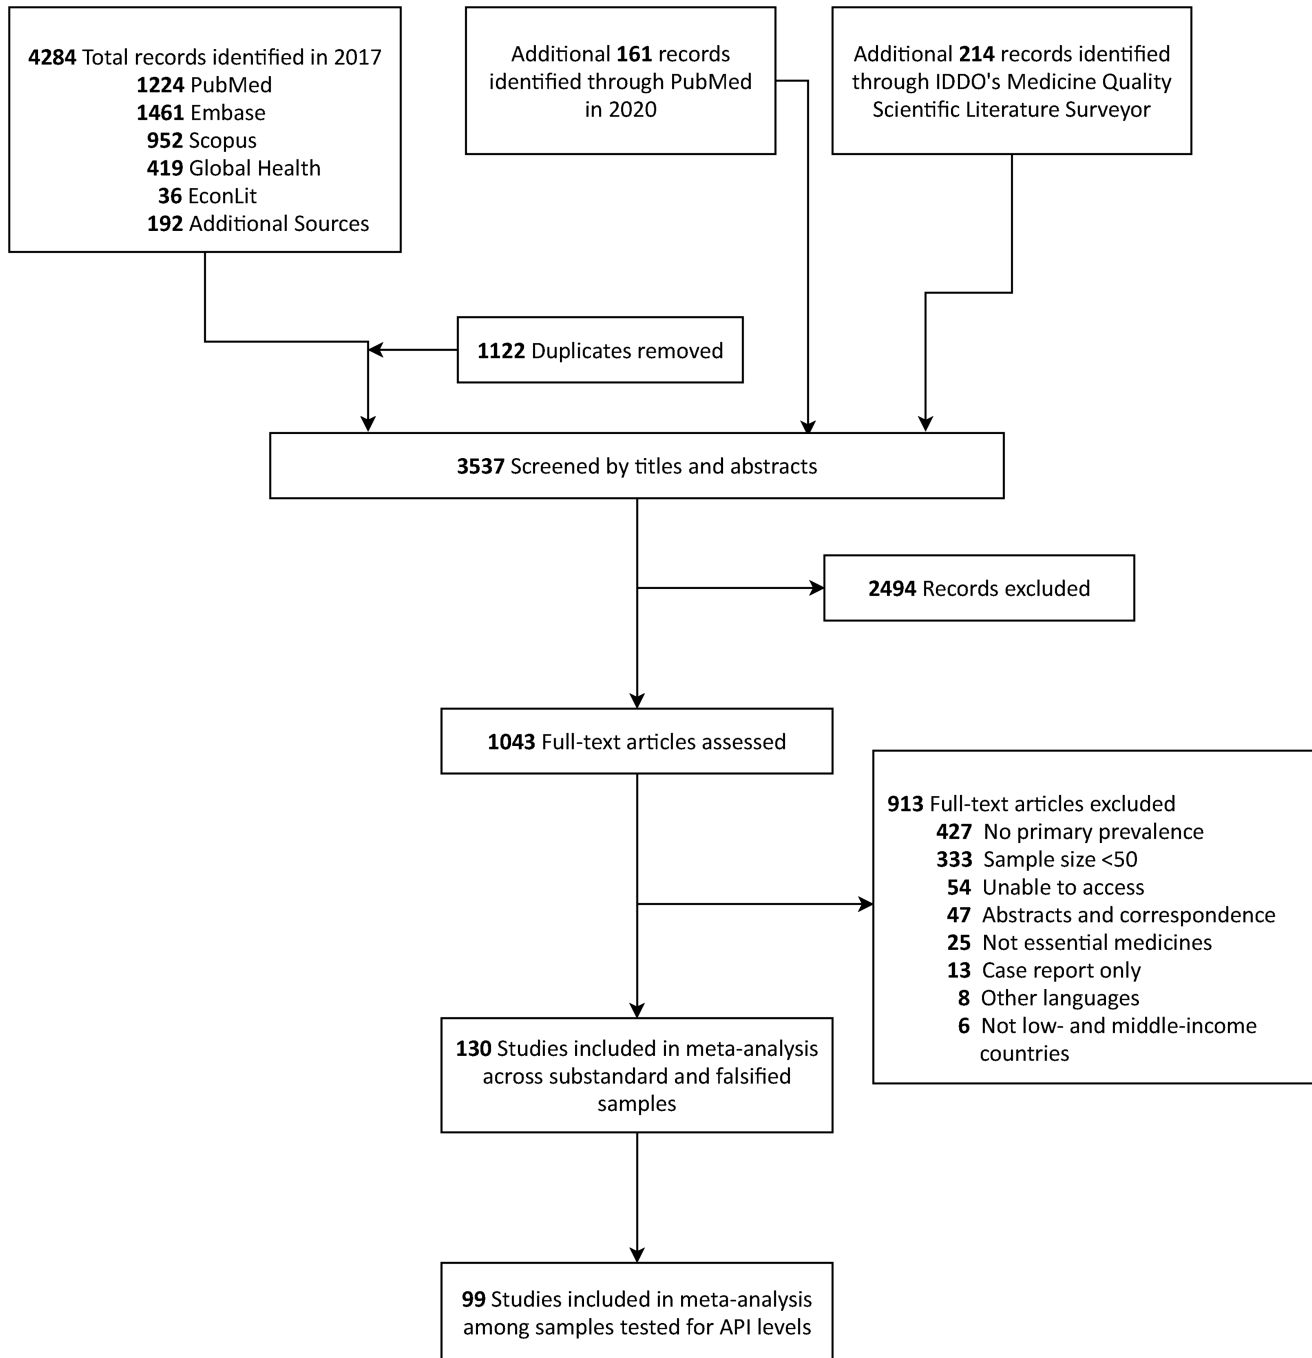 4284 Total records identified in 2017
1224 PubMed
1461 Embase
952 Scopus
419 Global Health
36 EconLit
192 Additional Sources
Additional 161 records
identified through PubMed
in 2020
Additional 214 records identified
through IDDO's Medicine Quality
Scientific Literature Surveyor
1122 Duplicates removed
3537 Screened by titles and abstracts
2494 Records excluded
1043 Full-text articles assessed
913 Full-text articles excluded
427 No primary prevalence
333 Sample size <50
54 Unable to access
47 Abstracts and correspondence
25 Not essential medicines
13 Case report only
8 Other languages
6 Not low- and middle-income
countries
130 Studies included in meta-analysis
across substandard and falsified
samples
99 Studies included in meta-analysis
among samples tested for API levels